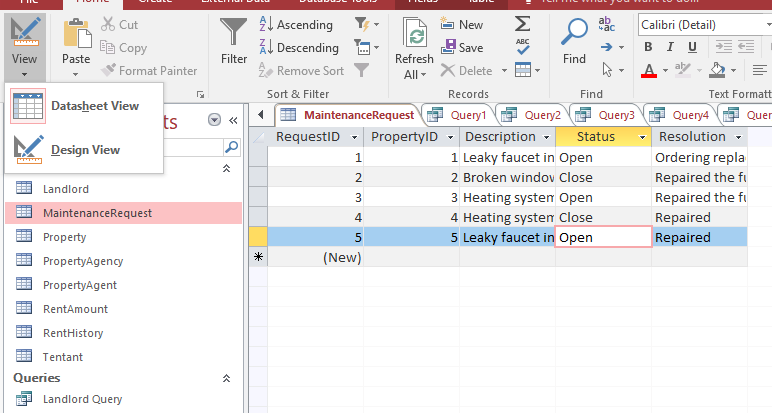 File Home Create External Data Database Tools Fields Table Tell me what you want to do...
View
Paste
Cut
Copy
Format Painter
Clipboard
Filter
Ascending
Descending
Remove Sort
Sort & Filter
Refresh
All
New
Save
Delete
Records
Find
Find
Calibri (Detail)
B I U
A
Text Formatt
Datasheet View
Design View
ts
MaintenanceRequest Query1 Query2 Query3 Query4 Quer
RequestID PropertyID Description Status Resolution
1 1 Leaky faucet in Open Ordering repla
2 2 Broken window Close Repaired the fu
3 3 Heating system Open Repaired the fu
4 4 Heating system Close Repaired
5 5 Leaky faucet in Open Repaired
(New)
Landlord
MaintenanceRequest
Property
PropertyAgency
PropertyAgent
RentAmount
RentHistory
Tentant
Queries
Landlord Query